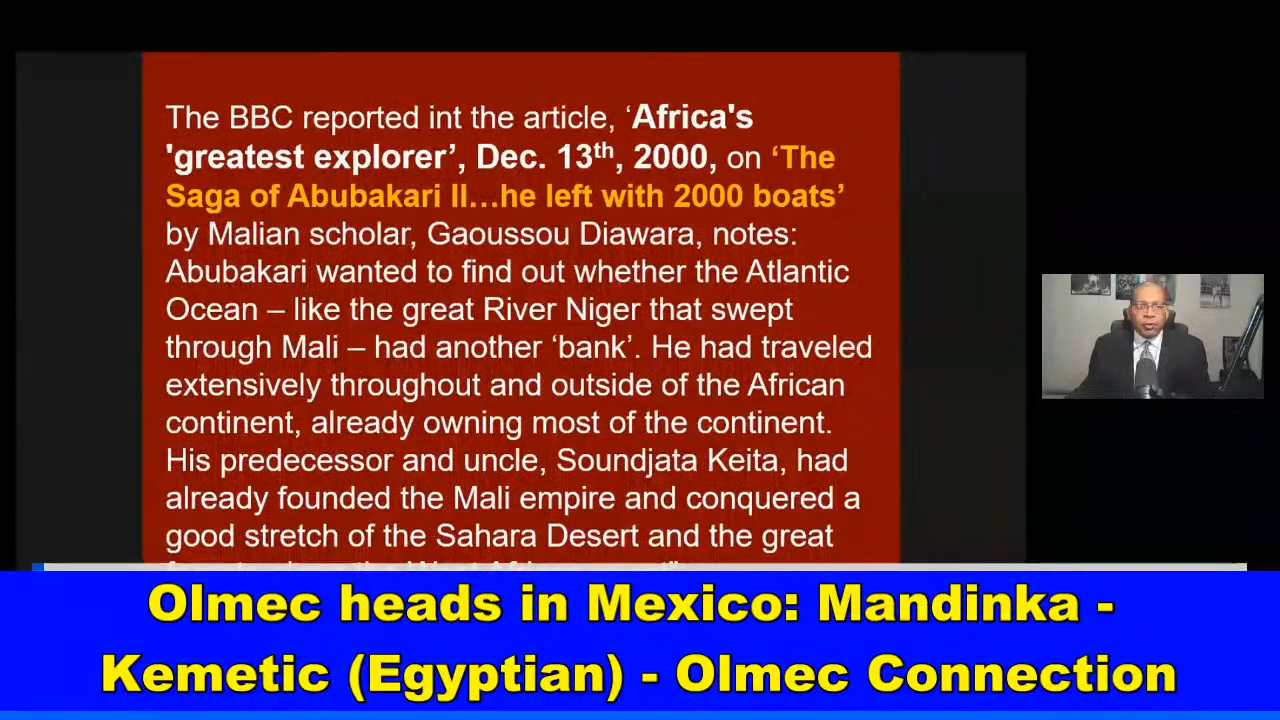 The BBC reported int the article, ‘Africa's
'greatest explorer’, Dec. 13th, 2000, on ‘The
Saga of Abubakari II…he left with 2000 boats’
by Malian scholar, Gaoussou Diawara, notes:
Abubakari wanted to find out whether the Atlantic
Ocean – like the great River Niger that swept
through Mali – had another ‘bank’. He had traveled
extensively throughout and outside of the African
continent, already owning most of the continent.
His predecessor and uncle, Soundjata Keita, had
already founded the Mali empire and conquered a
good stretch of the Sahara Desert and the great
Olmec heads in Mexico: Mandinka -
Kemetic (Egyptian) - Olmec Connection